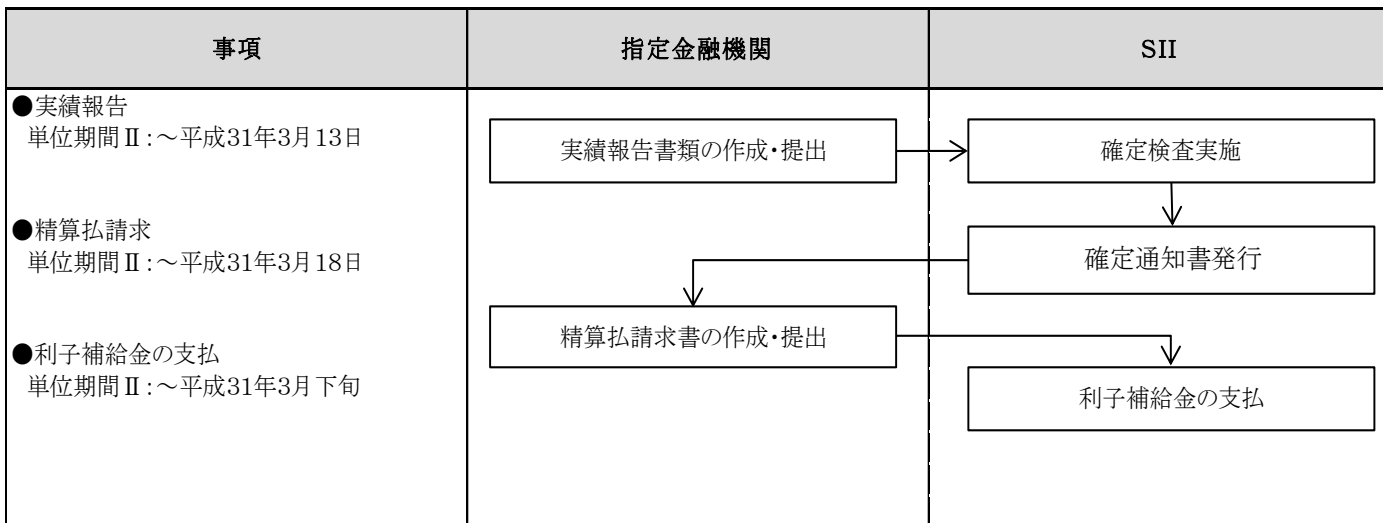 事項
指定金融機関
SII
●実績報告
単位期間Ⅱ:~平成31年3月13日
実績報告書類の作成・提出
確定検査実施
●精算払請求
単位期間Ⅱ:~平成31年3月18日
確定通知書発行
精算払請求書の作成・提出
●利子補給金の支払
単位期間Ⅱ:~平成31年3月下旬
利子補給金の支払